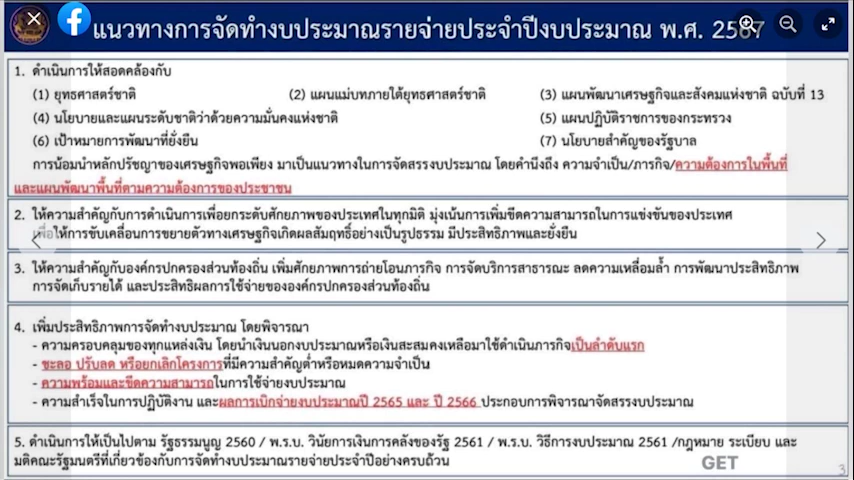 แนวทางการจัดทำงบประมาณรายจ่ายประจำปีงบประมาณ พ.ศ. 2567
1. ดำเนินการให้สอดคล้องกับ
(1) ยุทธศาสตร์ชาติ (2) แผนแม่บทภายใต้ยุทธศาสตร์ชาติ (3) แผนพัฒนาเศรษฐกิจและสังคมแห่งชาติ ฉบับที่ 13
(4) นโยบายและแผนระดับชาติว่าด้วยความมั่นคงแห่งชาติ (5) แผนปฏิบัติราชการของกระทรวง
(6) เป้าหมายการพัฒนาที่ยั่งยืน (7) นโยบายสำคัญของรัฐบาล
การน้อมนำหลักปรัชญาของเศรษฐกิจพอเพียง มาเป็นแนวทางในการจัดสรรงบประมาณ โดยคำนึงถึง ความจำเป็น/ภารกิจ/ความต้องการในพื้นที่
และแผนพัฒนาพื้นที่ตามความต้องการของประชาชน
2. ให้ความสำคัญกับการดำเนินการเพื่อยกระดับศักยภาพของประเทศในทุกมิติ มุ่งเน้นการเพิ่มขีดความสามารถในการแข่งขันของประเทศ
เพื่อให้การขับเคลื่อนการขยายตัวทางเศรษฐกิจเกิดผลสัมฤทธิ์อย่างเป็นรูปธรรม มีประสิทธิภาพและยั่งยืน
3. ให้ความสำคัญกับองค์กรปกครองส่วนท้องถิ่น เพิ่มศักยภาพการถ่ายโอนภารกิจ การจัดบริการสาธารณะ ลดความเหลื่อมล้ำ การพัฒนาประสิทธิภาพ
การจัดเก็บรายได้ และประสิทธิผลการใช้จ่ายขององค์กรปกครองส่วนท้องถิ่น
4. เพิ่มประสิทธิภาพการจัดทำงบประมาณ โดยพิจารณา
- ความครอบคลุมของทุกแหล่งเงิน โดยนำเงินนอกงบประมาณหรือเงินสะสมคงเหลือมาใช้ดำเนินภารกิจเป็นลำดับแรก
- ชะลอ ปรับลด หรือยกเลิกโครงการที่มีความสำคัญต่ำหรือหมดความจำเป็น
- ความพร้อมและขีดความสามารถในการใช้จ่ายงบประมาณ
- ความสำเร็จในการปฏิบัติงาน และผลการเบิกจ่ายงบประมาณปี 2565 และ ปี 2566 ประกอบการพิจารณาจัดสรรงบประมาณ
5. ดำเนินการให้เป็นไปตาม รัฐธรรมนูญ 2560 / พ.ร.บ. วินัยการเงินการคลังของรัฐ 2561 / พ.ร.บ. วิธีการงบประมาณ 2561 /กฎหมาย ระเบียบ และ
มติคณะรัฐมนตรีที่เกี่ยวข้องกับการจัดทำงบประมาณรายจ่ายประจำปีอย่างครบถ้วน
GET
3